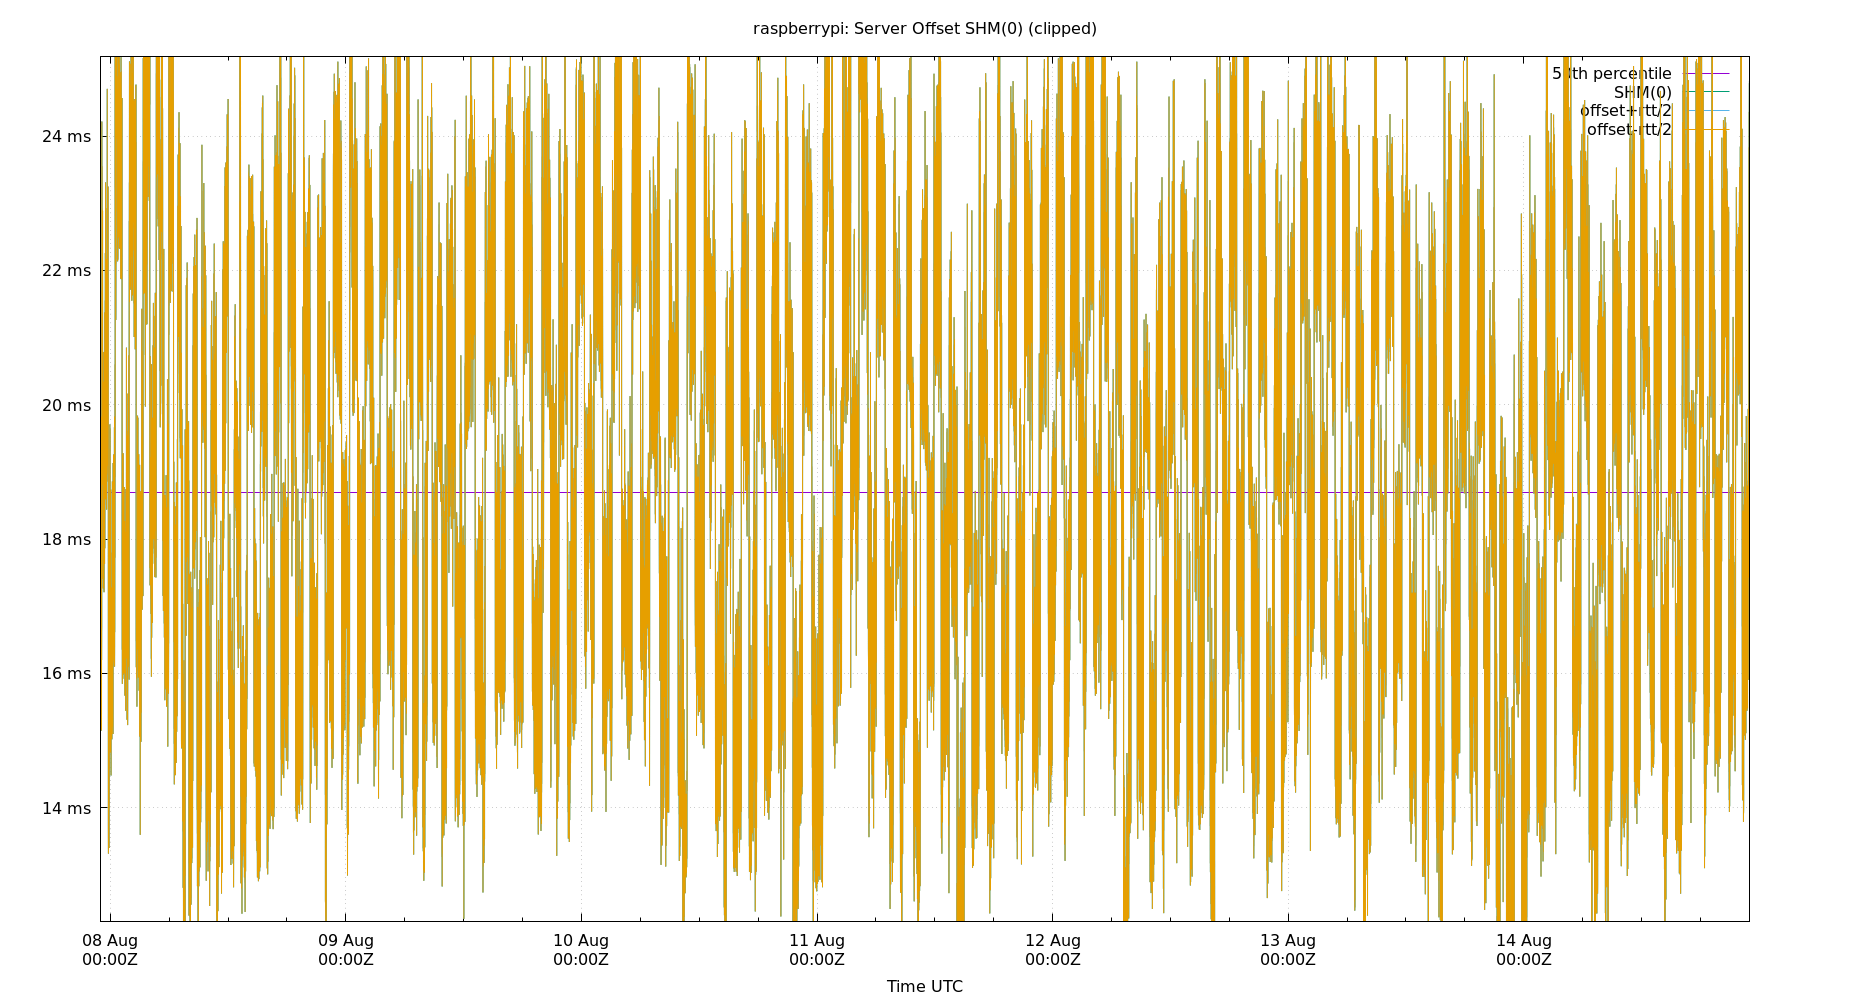 raspberrypi: Server Offset SHM(0) (clipped)
50th percentile
SHM(0)
offset+rtt/2
offset-rtt/2
24 ms
22 ms
20 ms
18 ms
16 ms
14 ms
08 Aug 09 Aug 10 Aug 11 Aug 12 Aug 13 Aug 14 Aug
00:00Z 00:00Z 00:00Z 00:00Z 00:00Z 00:00Z 00:00Z
Time UTC